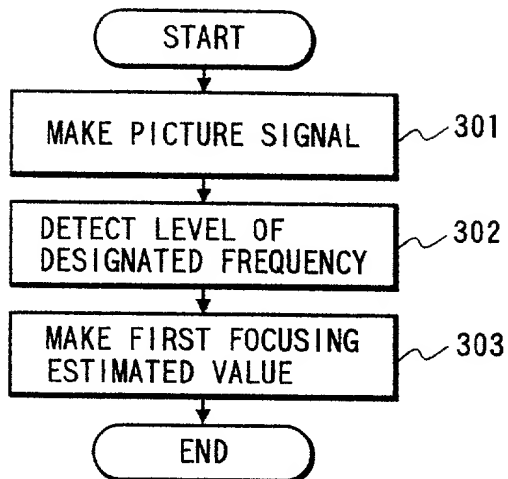 START
MAKE PICTURE SIGNAL
301
DETECT LEVEL OF
DESIGNATED FREQUENCY
302
MAKE FIRST FOCUSING
ESTIMATED VALUE
303
END